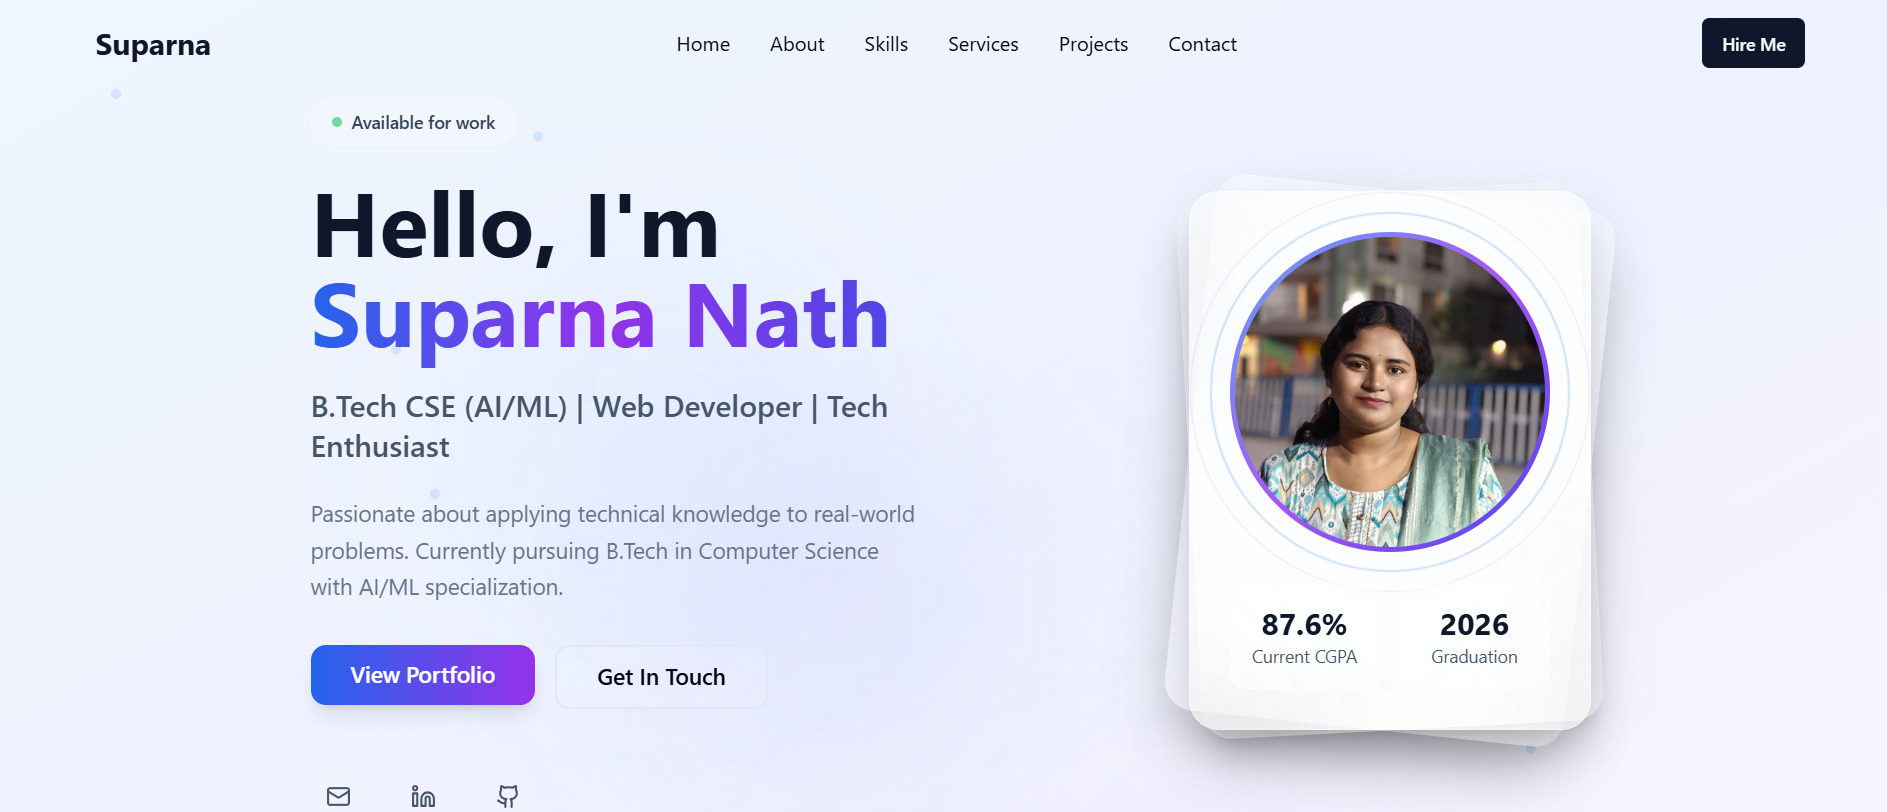 Suparna
Home About Skills Services Projects Contact
Hire Me
Available for work
Hello, I'm
Suparna Nath
B.Tech CSE (AI/ML) | Web Developer | Tech
Enthusiast
Passionate about applying technical knowledge to real-world
problems. Currently pursuing B.Tech in Computer Science
with AI/ML specialization.
View Portfolio
Get In Touch
87.6%
Current CGPA
2026
Graduation